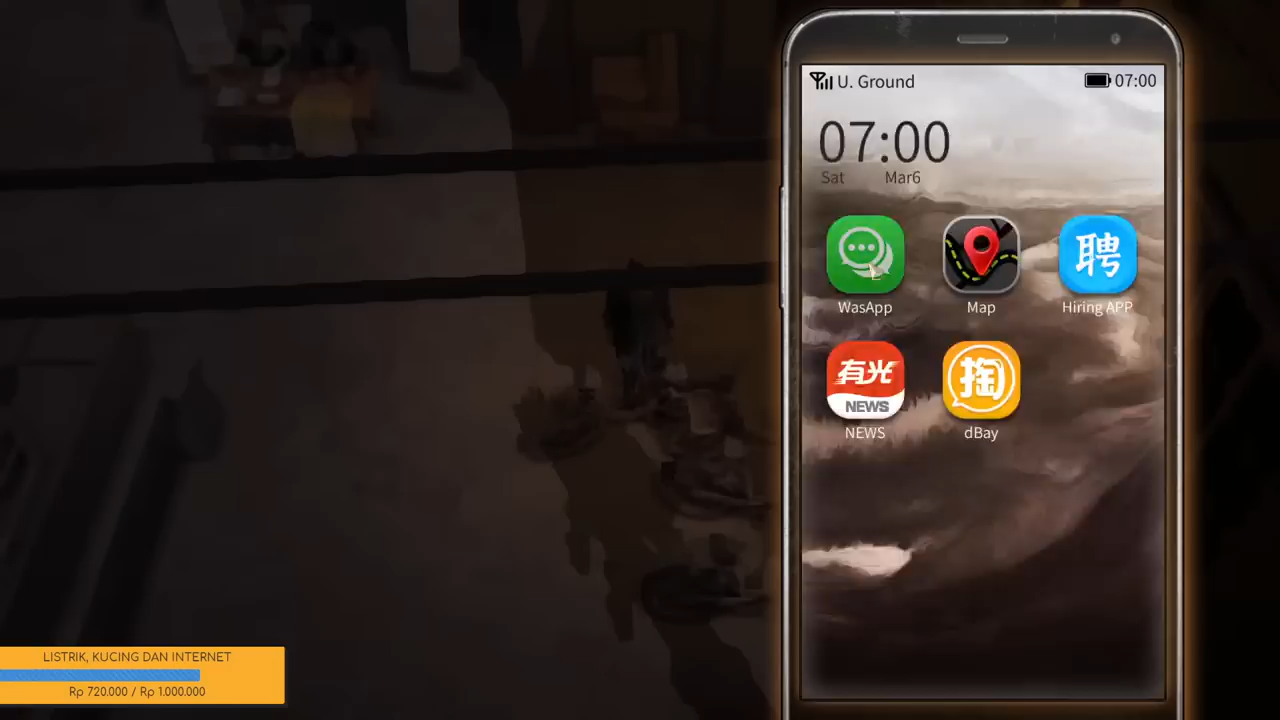 U. Ground
07:00
07:00
Sat Mar6
聘
WasApp
Map
Hiring APP
有光
NEWS
掏
NEWS
dBay
LISTRIK, KUCING DAN INTERNET
Rp 720.000 / Rp 1.000.000